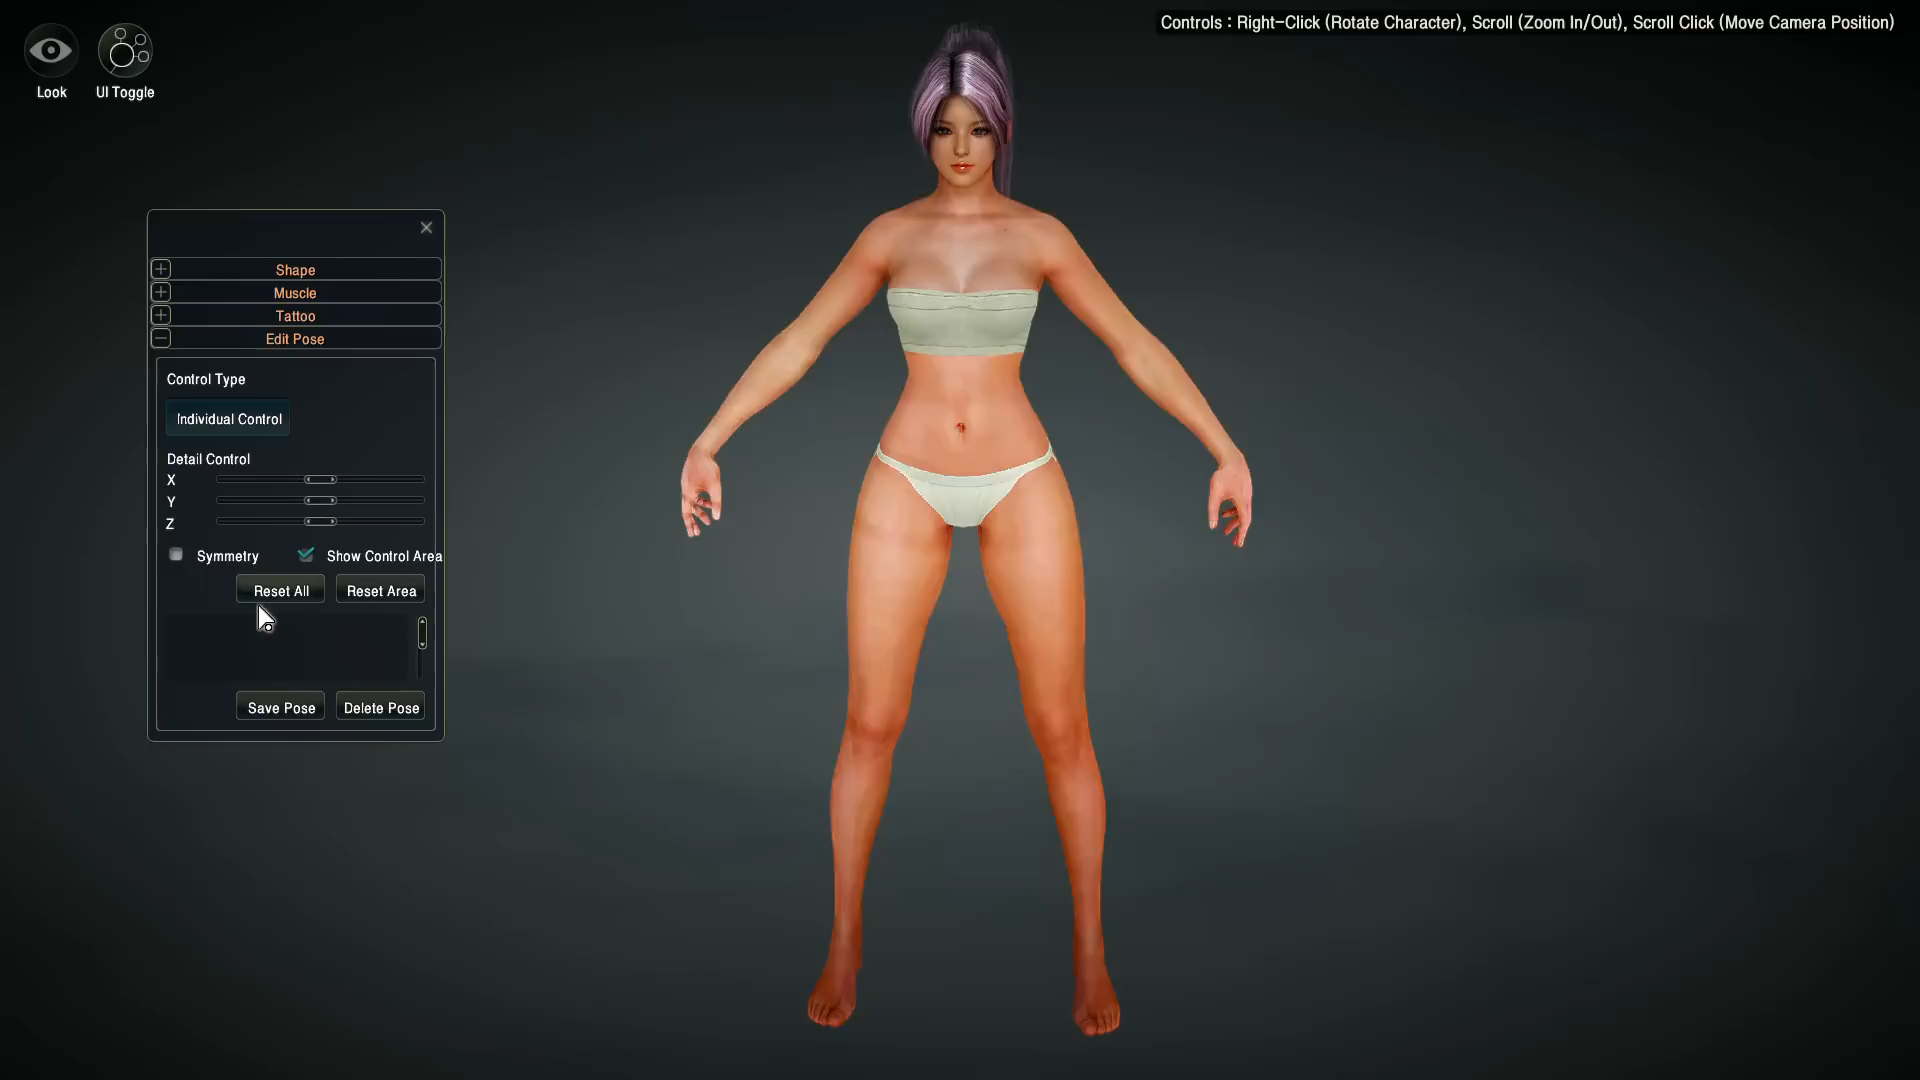 Controls : Right-Click (Rotate Character), Scroll (Zoom In/Out), Scroll Click (Move Camera Position)
Look
UI Toggle
Shape
Muscle
Tattoo
Edit Pose
Control Type
Individual Control
Detail Control
X
Y
Z
Symmetry
Show Control Area
Reset All
Reset Area
Save Pose
Delete Pose